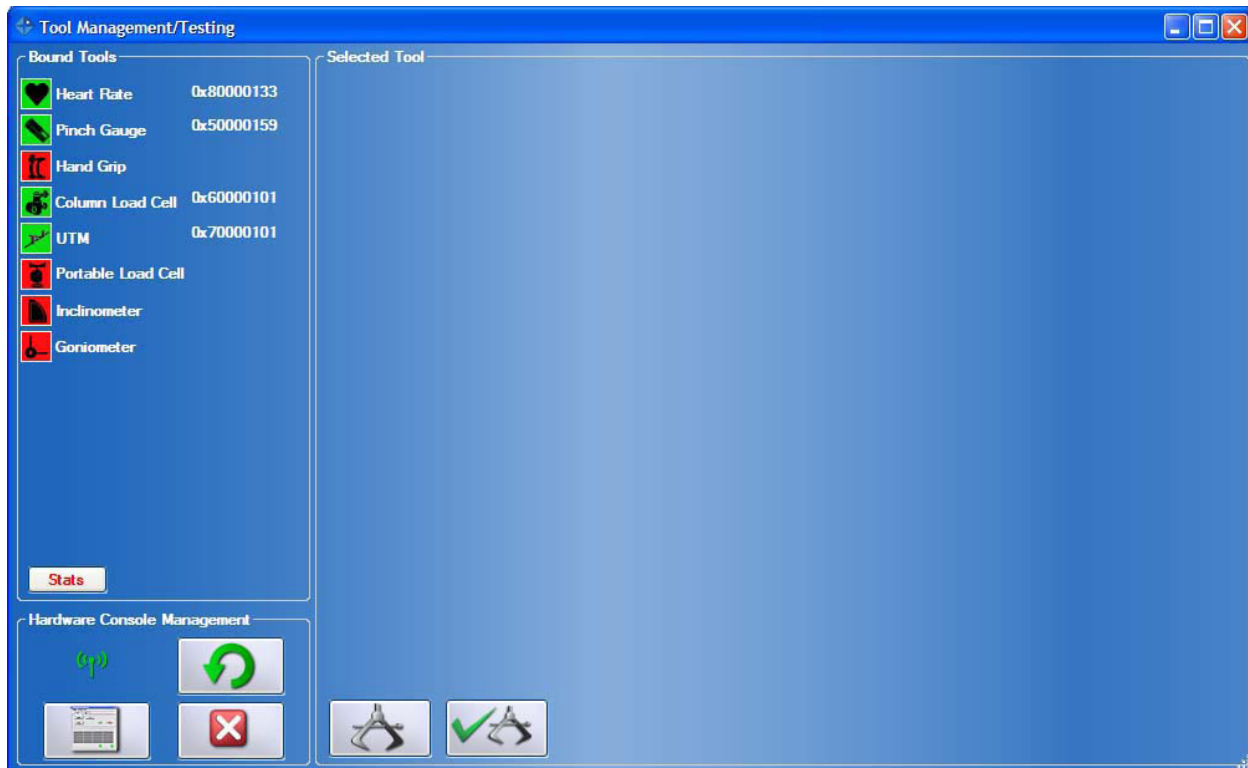 Tool Management/Testing
Bound Tools
Heart Rate 0x80000133
Pinch Gauge 0x50000159
Hand Grip
Column Load Cell 0x60000101
UTM 0x70000101
Portable Load Cell
Inclinometer
Goniometer
Stats
Hardware Console Management
Selected Tool